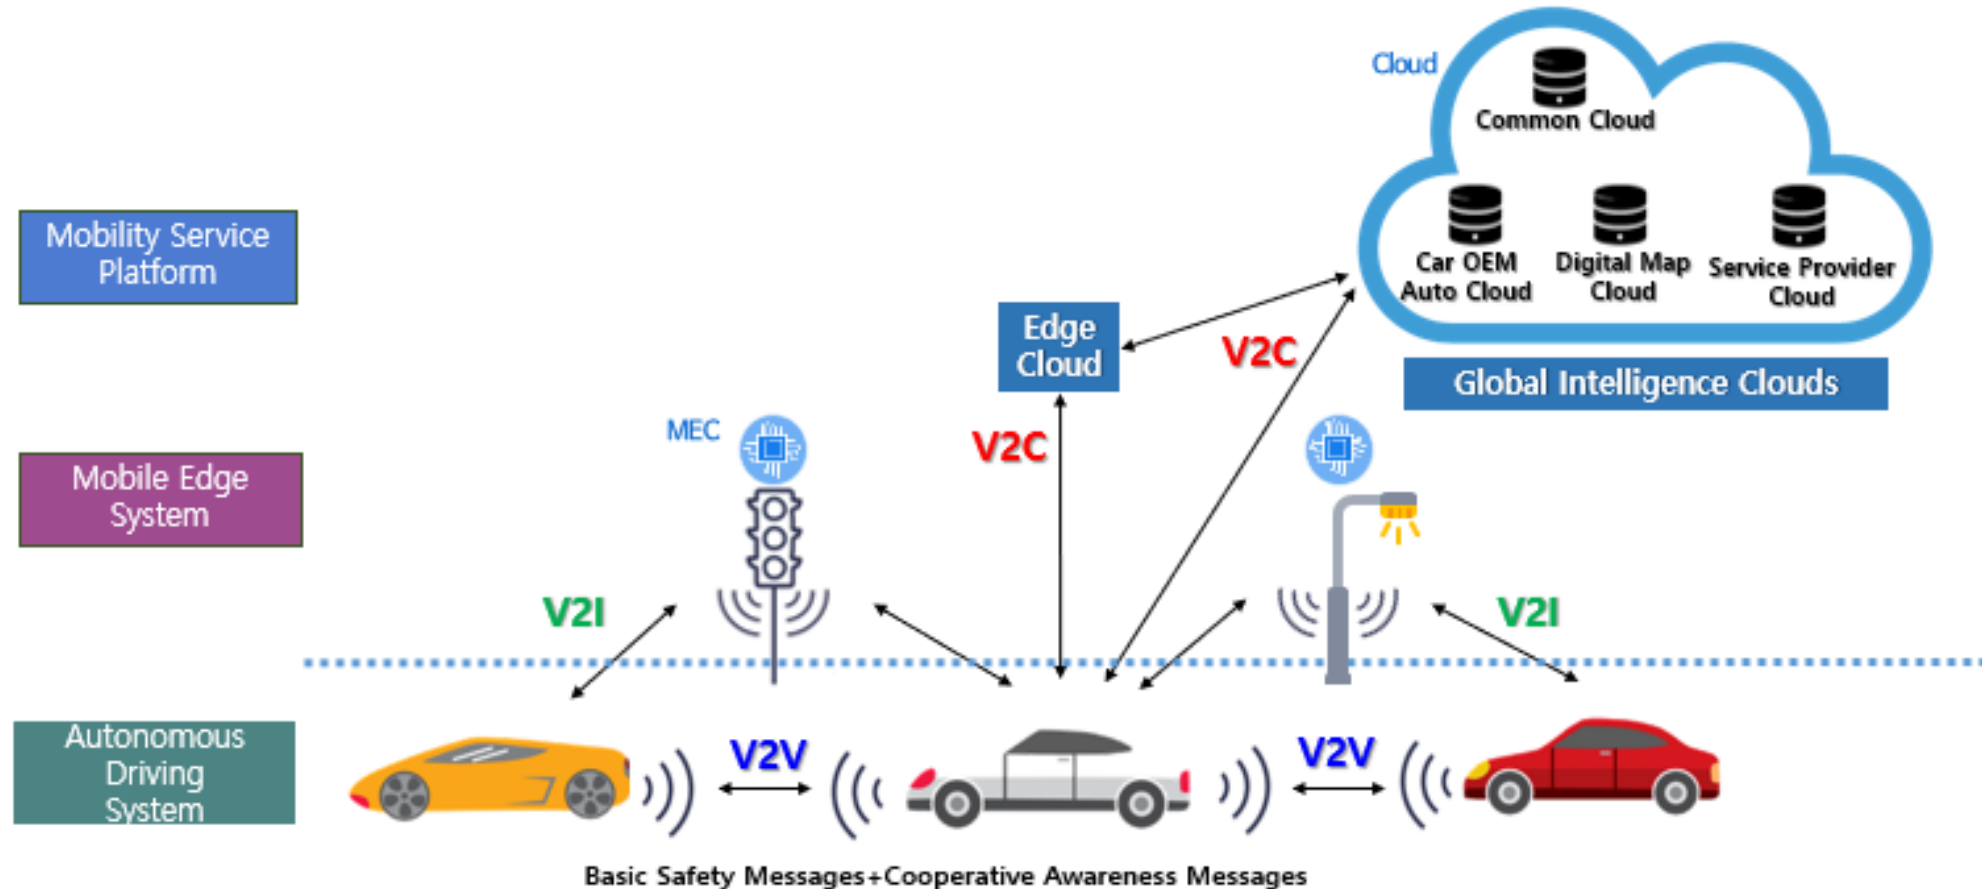 Cloud
Common Cloud
Mobility Service
Platform
Car OEM
Auto Cloud
Digital Map
Cloud
Service Provider
Cloud
Edge
Cloud
V2C
Global Intelligence Clouds
MEC
V2C
Mobile Edge
System
V2I
V2I
Autonomous
Driving
System
V2V
V2V
Basic Safety Messages+Cooperative Awareness Messages